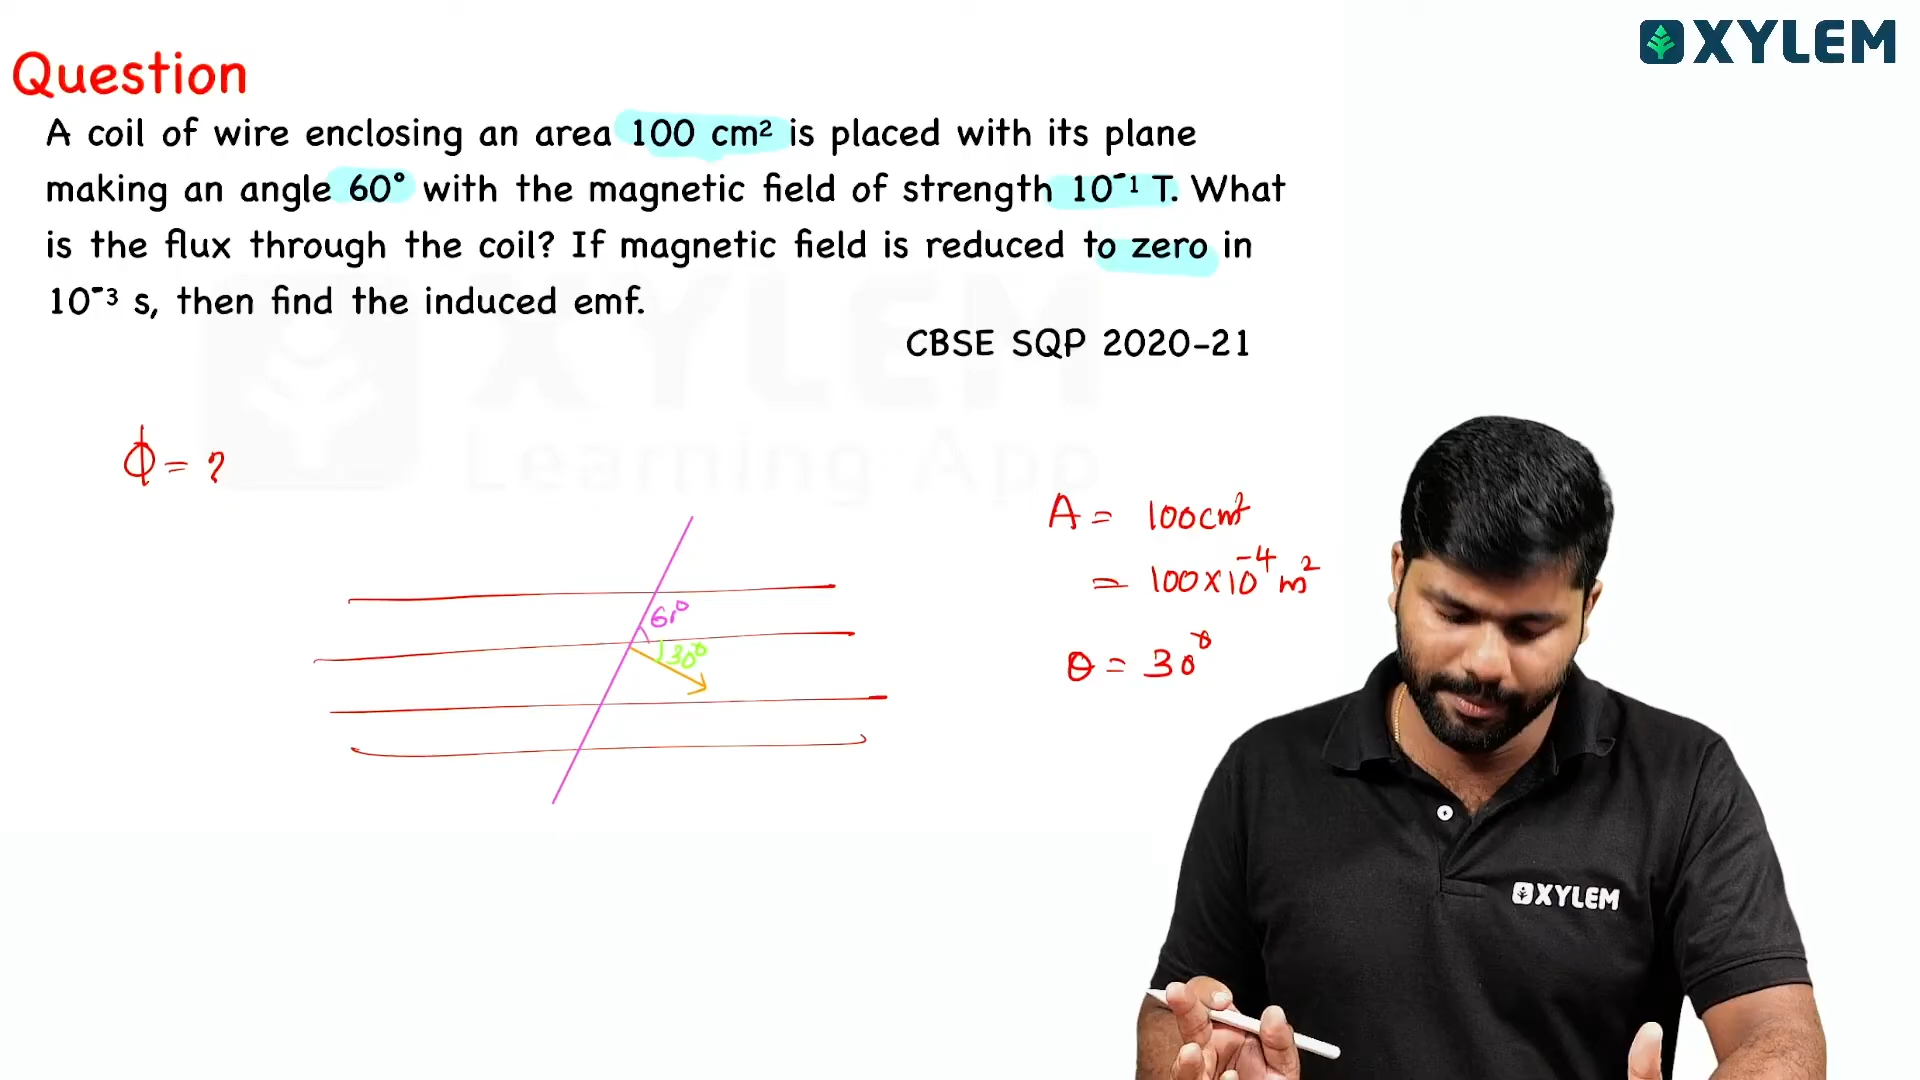 XYLEM
Question
A coil of wire enclosing an area 100 cm² is placed with its plane
making an angle 60° with the magnetic field of strength 10⁻¹ T. What
is the flux through the coil? If magnetic field is reduced to zero in
10⁻³ s, then find the induced emf.
CBSE SQP 2020-21
XYLEM
Learning App
Φ = ?
A = 100cm²
= 100×10⁻⁴ m²
60°
30°
θ = 30°
XYLEM